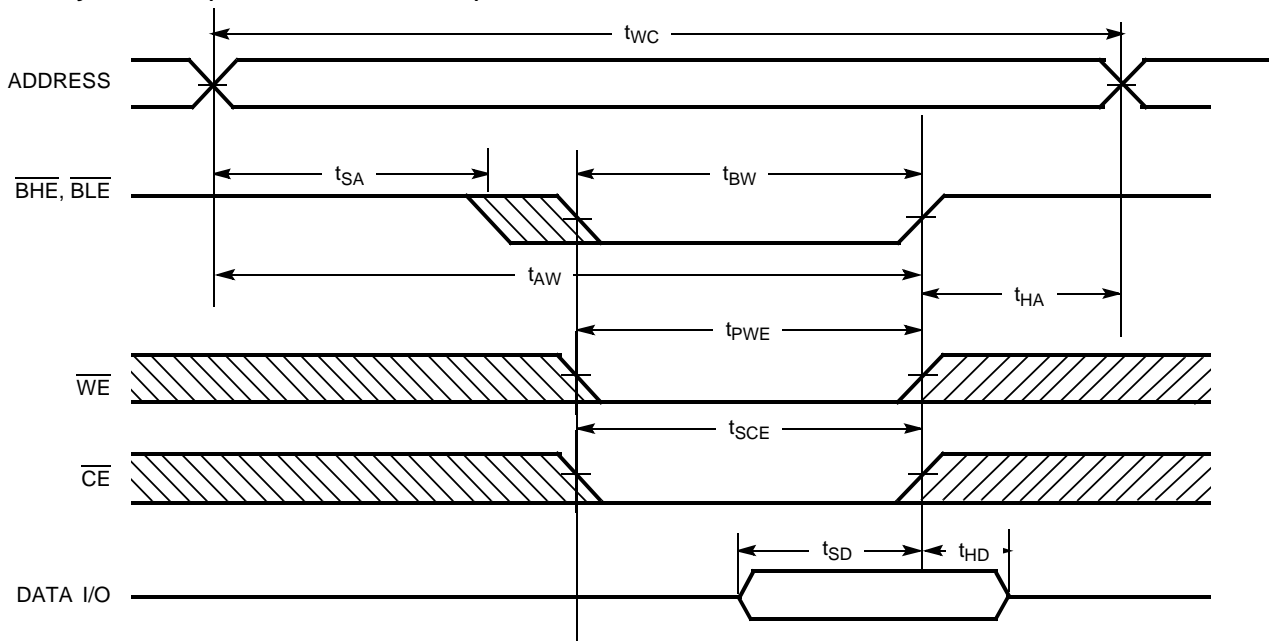 tWC
ADDRESS
tSA
tBW
BHE, BLE
tAW
tHA
tPWE
WE
tSCE
CE
tSD
tHD
DATA I/O